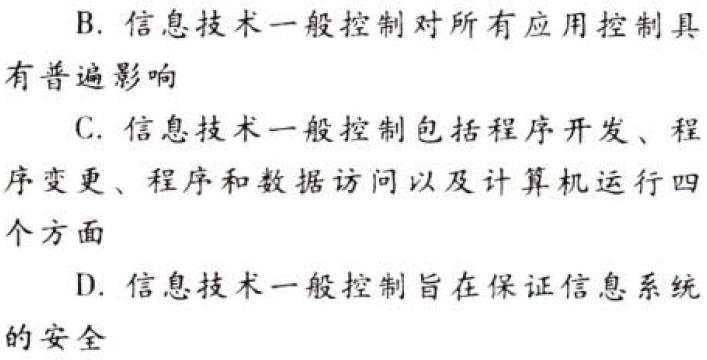 B. 信息技术一般控制对所有应用控制具
有普遍影响
C. 信息技术一般控制包括程序开发、程
序变更、程序和数据访问以及计算机运行四
个方面
D. 信息技术一般控制旨在保证信息系统
的安全